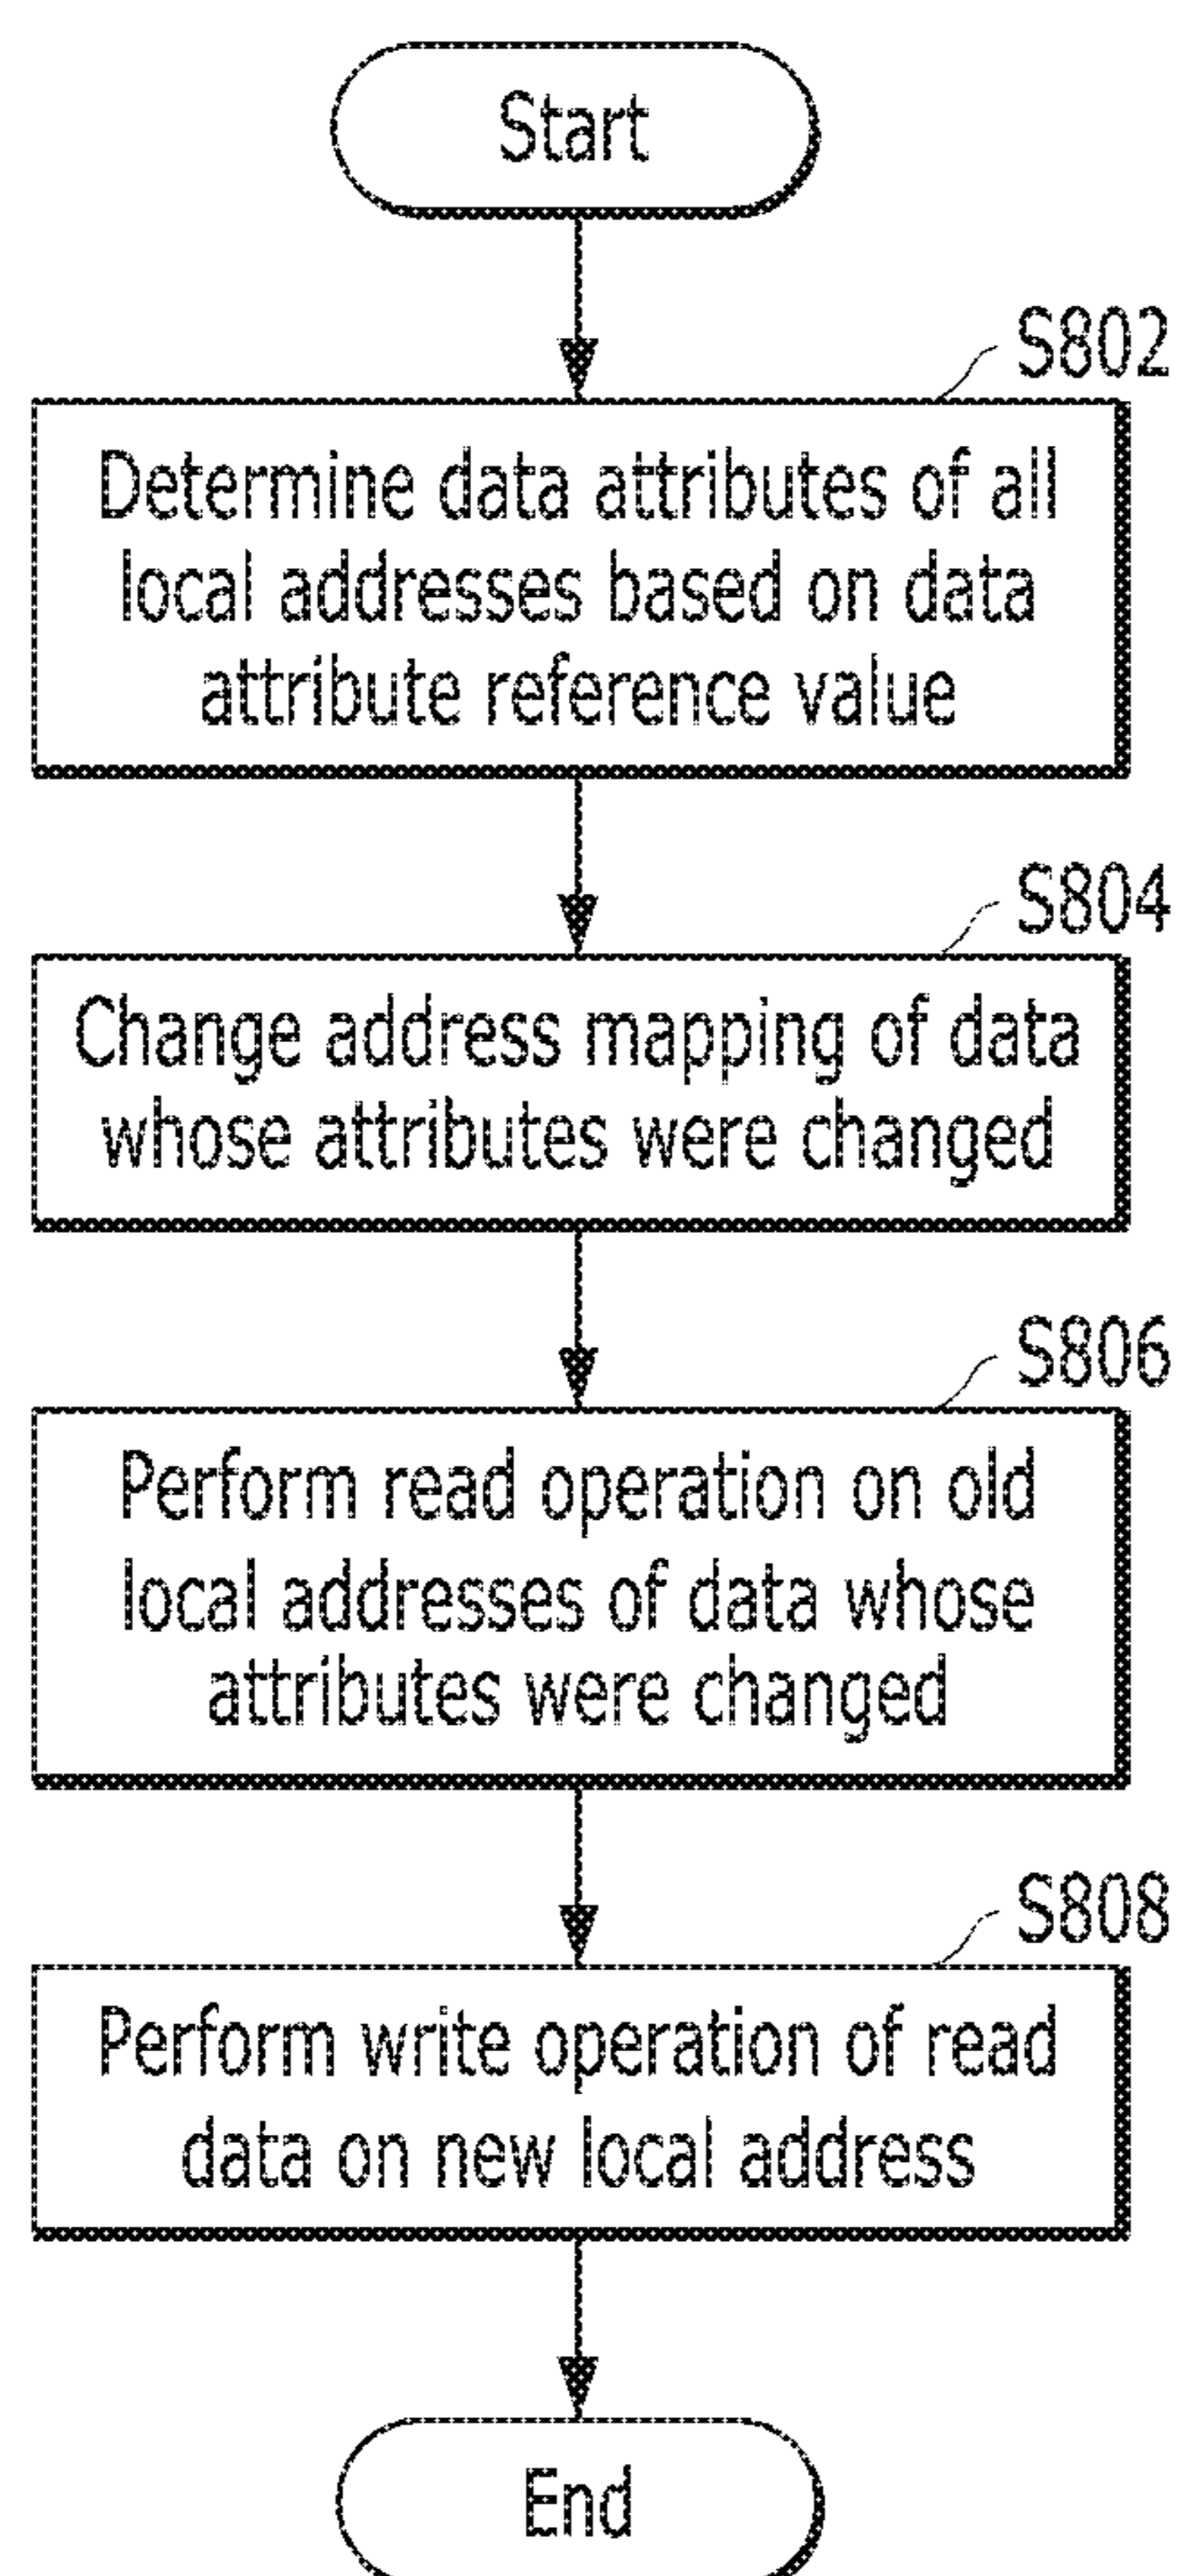 Start
S802
Determine data attributes of all
local addresses based on data
attribute reference value
S804
Change address mapping of data
whose attributes were changed
S806
Perform read operation on old
local addresses of data whose
attributes were changed
S808
Perform write operation of read
data on new local address
End